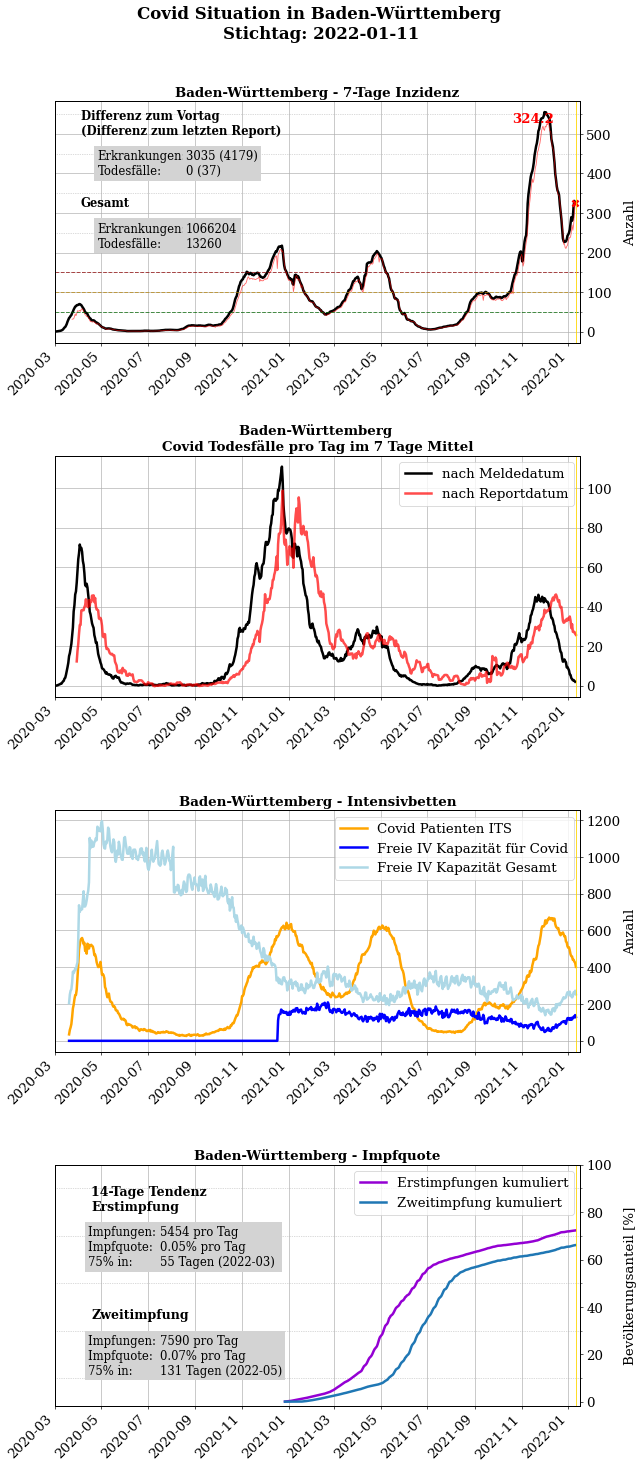 Covid Situation in Baden-Württemberg
Stichtag: 2022-01-11
Baden-Württemberg - 7-Tage Inzidenz
Differenz zum Vortag
(Differenz zum letzten Report)
Erkrankungen 3035 (4179)
Todesfälle: 0 (37)
Gesamt
Erkrankungen 1066204
Todesfälle: 13260
324.2
500
400
300
200
100
0
Anzahl
2020-03
2020-05
2020-07
2020-09
2020-11
2021-01
2021-03
2021-05
2021-07
2021-09
2021-11
2022-01
Baden-Württemberg
Covid Todesfälle pro Tag im 7 Tage Mittel
nach Meldedatum
nach Reportdatum
100
80
60
40
20
0
2020-03
2020-05
2020-07
2020-09
2020-11
2021-01
2021-03
2021-05
2021-07
2021-09
2021-11
2022-01
Baden-Württemberg - Intensivbetten
Covid Patienten ITS
Freie IV Kapazität für Covid
Freie IV Kapazität Gesamt
1200
1000
800
600
400
200
0
Anzahl
2020-03
2020-05
2020-07
2020-09
2020-11
2021-01
2021-03
2021-05
2021-07
2021-09
2021-11
2022-01
Baden-Württemberg - Impfquote
14-Tage Tendenz
Erstimpfung
Impfungen: 5454 pro Tag
Impfquote: 0.05% pro Tag
75% in: 55 Tagen (2022-03)
Zweitimpfung
Impfungen: 7590 pro Tag
Impfquote: 0.07% pro Tag
75% in: 131 Tagen (2022-05)
Erstimpfungen kumuliert
Zweitimpfung kumuliert
100
80
60
40
20
0
Bevölkerungsanteil [%]
2020-03
2020-05
2020-07
2020-09
2020-11
2021-01
2021-03
2021-05
2021-07
2021-09
2021-11
2022-01